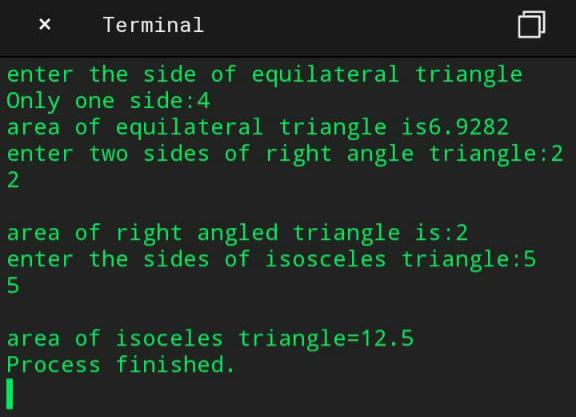 × Terminal
enter the side of equilateral triangle
Only one side:4
area of equilateral triangle is6.9282
enter two sides of right angle triangle:2
2
area of right angled triangle is:2
enter the sides of isosceles triangle:5
5
area of isoceles triangle=12.5
Process finished.